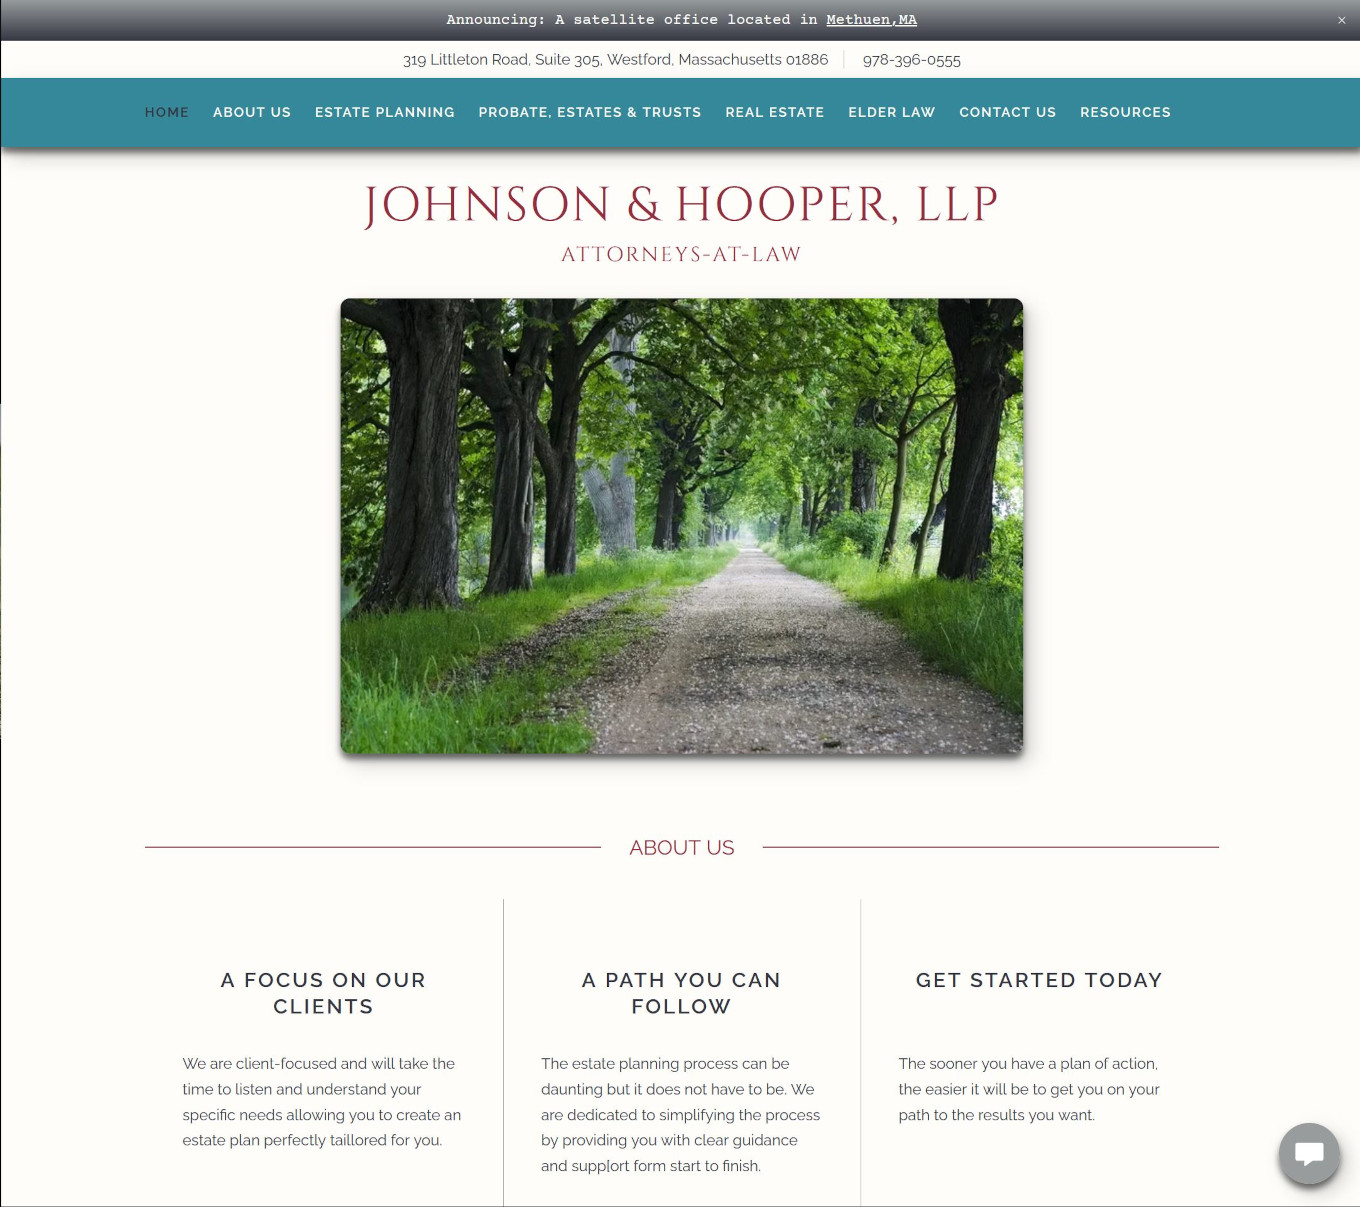 Announcing: A satellite office located in Methuen,MA
×
319 Littleton Road, Suite 305, Westford, Massachusetts 01886 978-396-0555
HOME ABOUT US ESTATE PLANNING PROBATE, ESTATES & TRUSTS REAL ESTATE ELDER LAW CONTACT US RESOURCES
JOHNSON & HOOPER, LLP
ATTORNEYS-AT-LAW
ABOUT US
A FOCUS ON OUR
CLIENTS
We are client-focused and will take the
time to listen and understand your
specific needs allowing you to create an
estate plan perfectly taillored for you.
A PATH YOU CAN
FOLLOW
The estate planning process can be
daunting but it does not have to be. We
are dedicated to simplifying the process
by providing you with clear guidance
and supp[ort form start to finish.
GET STARTED TODAY
The sooner you have a plan of action,
the easier it will be to get you on your
path to the results you want.